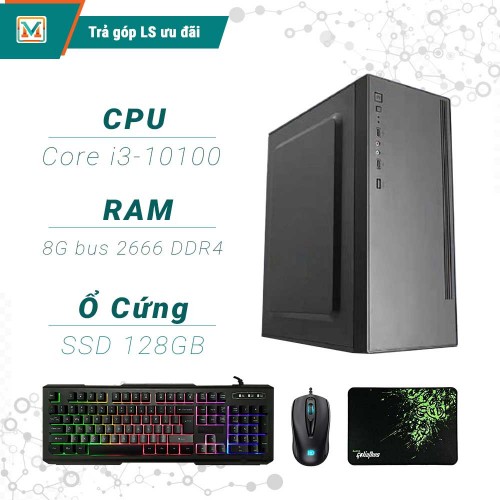 Trả góp LS ưu đãi
CPU
Core i3-10100
RAM
8G bus 2666 DDR4
Ổ Cứng
SSD 128GB